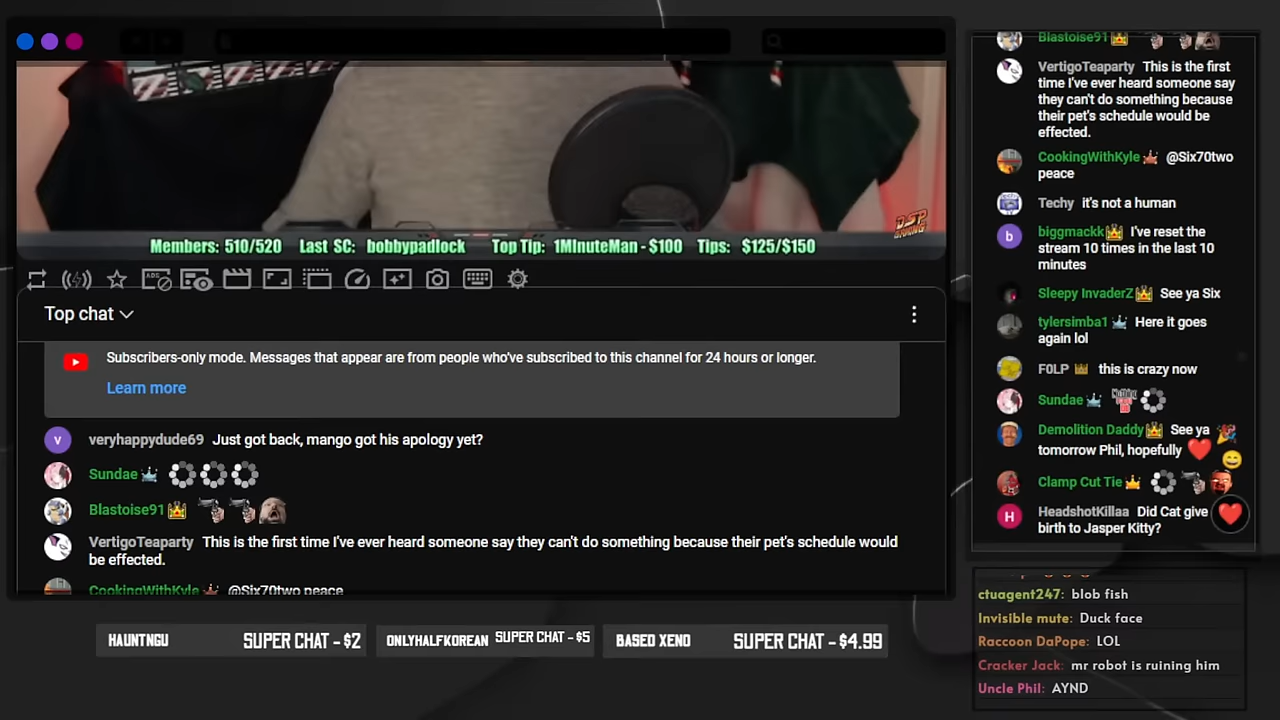 DSP
GAMING
Members: 510/520 Last SC: bobbypadlock Top Tip: 1MInuteMan - $100 Tips: $125/$150
Top chat
Subscribers-only mode. Messages that appear are from people who've subscribed to this channel for 24 hours or longer.
Learn more
v veryhappydude69 Just got back, mango got his apology yet?
Sundae
Blastoise91
VertigoTeaparty This is the first time I've ever heard someone say they can't do something because their pet's schedule would
be effected.
CookingWithKyle @Six70two peace
HAUNTNGU SUPER CHAT - $2
ONLYHALFKOREAN SUPER CHAT - $5
BASED XEND SUPER CHAT - $4.99
Blastoise91
VertigoTeaparty This is the first
time I've ever heard someone say
they can't do something because
their pet's schedule would be
effected.
CookingWithKyle @Six70two
peace
Techy it's not a human
b biggmackk I've reset the
stream 10 times in the last 10
minutes
Sleepy InvaderZ See ya Six
tylersimba1 Here it goes
again lol
F0LP this is crazy now
Sundae
Demolition Daddy See ya
tomorrow Phil, hopefully
Clamp Cut Tie
H HeadshotKillaa Did Cat give
birth to Jasper Kitty?
ctuagent247: blob fish
Invisible mute: Duck face
Raccoon DaPope: LOL
Cracker Jack: mr robot is ruining him
Uncle Phil: AYND